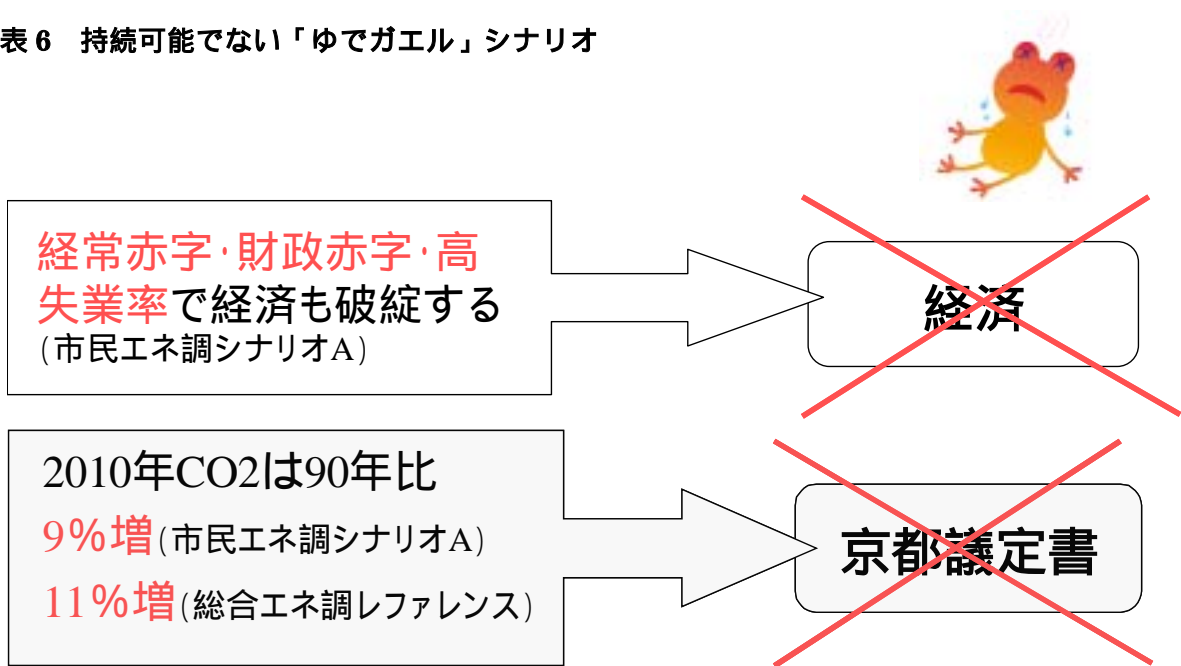 表6 持続可能でない「ゆでガエル」シナリオ
経常赤字・財政赤字・高
失業率で経済も破綻する
(市民エネ調シナリオA)
経済
2010年CO2は90年比
9%増(市民エネ調シナリオA)
11%増(総合エネ調レファレンス)
京都議定書